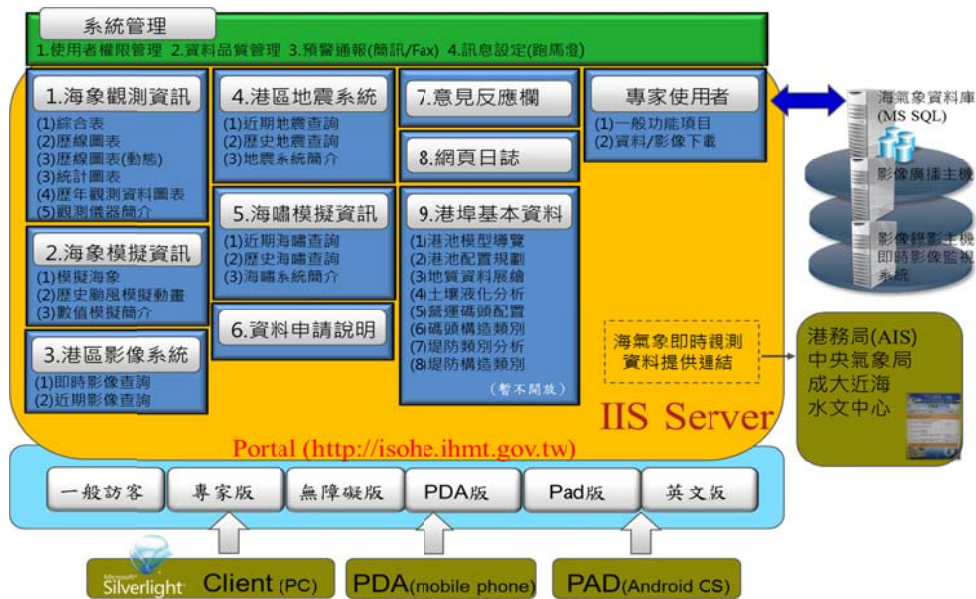 系統管理
1.使用者權限管理 2.資料品質管理 3.預警通報(簡訊/Fax) 4.訊息設定(跑馬燈)
1.海象觀測資訊
(1)綜合表
(2)歷線圖表
(3)歷線圖表(動態)
(4)統計圖表
(4)歷年觀測資料圖表
(5)觀測儀器簡介
2.海象模擬資訊
(1)模擬海象
(2)歷史颱風模擬動畫
(3)數值模擬簡介
3.港區影像系統
(1)即時影像查詢
(2)近期影像查詢
4.港區地震系統
(1)近期地震查詢
(2)歷史地震查詢
(3)地震系統簡介
5.海嘯模擬資訊
(1)近期海嘯查詢
(2)歷史海嘯查詢
(3)海嘯系統簡介
6.資料申請說明
7.意見反應欄
8.網頁日誌
9.港埠基本資料
(1)港池模型導覽
(2)港池配置規劃
(3)地質資料展繪
(4)土壤液化分析
(5)營運碼頭配置
(6)碼頭構造類別
(7)堤防類別分析
(8)堤防構造類別
(暫不開放)
專家使用者
(1)一般功能項目
(2)資料/影像下載
海氣象資料庫
(MS SQL)
影像廣播主機
影像錄影主機
即時影像監視
系統
海氣象即時觀測
資料提供連結
港務局(AIS)
中央氣象局
成大近海
水文中心
IIS Server
Portal (http://isohe.ihmt.gov.tw)
一般訪客
專家版
無障礙版
PDA版
Pad版
英文版
Microsoft
Silverlight
Client (PC)
PDA(mobile phone)
PAD(Android CS)